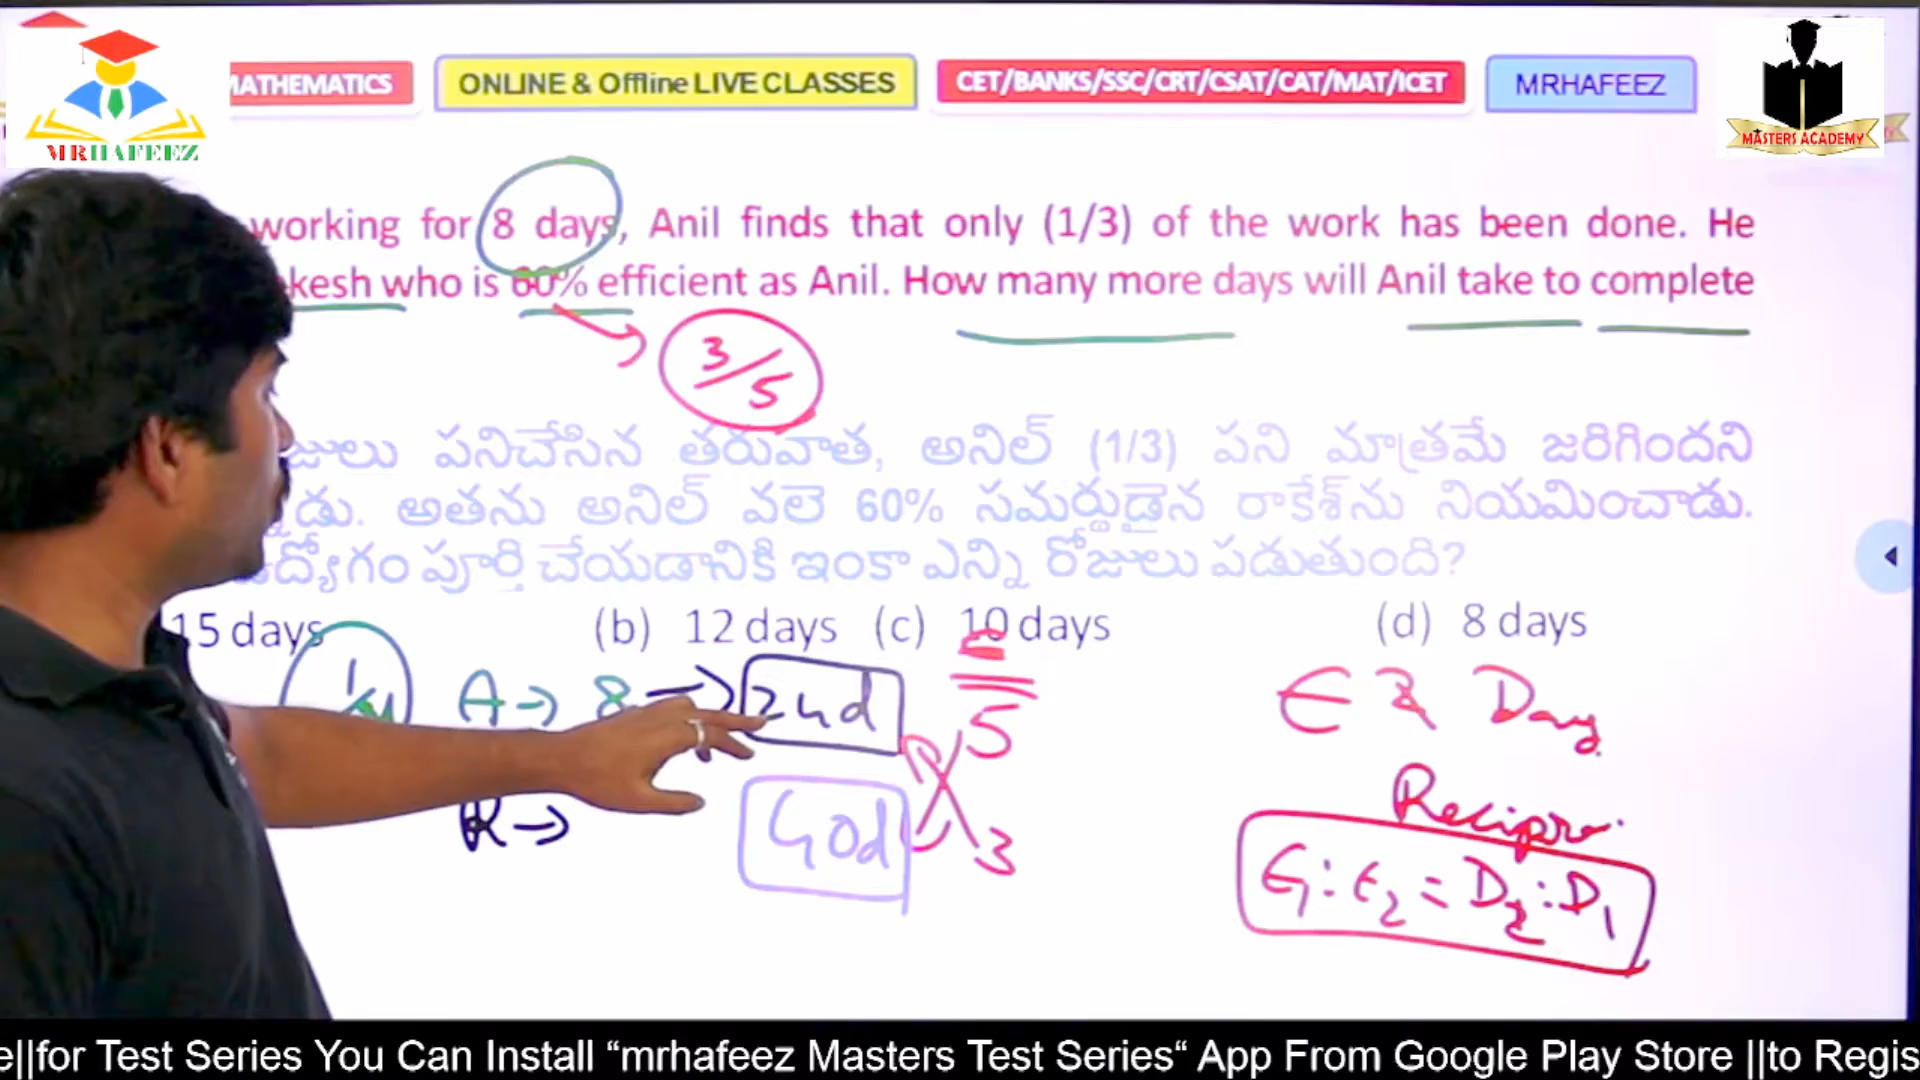 MRHAFEEZ
MATHEMATICS
ONLINE & Offline LIVE CLASSES
CET/BANKS/SSC/CRT/CSAT/CAT/MAT/ICET
MRHAFEEZ
MASTERS ACADEMY
working for 8 days, Anil finds that only (1/3) of the work has been done. He
kesh who is 60% efficient as Anil. How many more days will Anil take to complete
3/5
జులు పనిచేసిన తరువాత, అనిల్ (1/3) పని మాత్రమే జరిగిందని
్నడు. అతను అనిల్ వలె 60% సమర్థుడైన రాకేశ్‌ను నియమించాడు.
ద్యోగం పూర్తి చేయడానికి ఇంకా ఎన్ని రోజులు పడుతుంది?
15 days (b) 12 days (c) 10 days (d) 8 days
A → 8 → 24d 5
R → 40d 3
E & Day
E1 : E2 = D2 : D1
e||for Test Series You Can Install “mrhafeez Masters Test Series“ App From Google Play Store ||to Regis